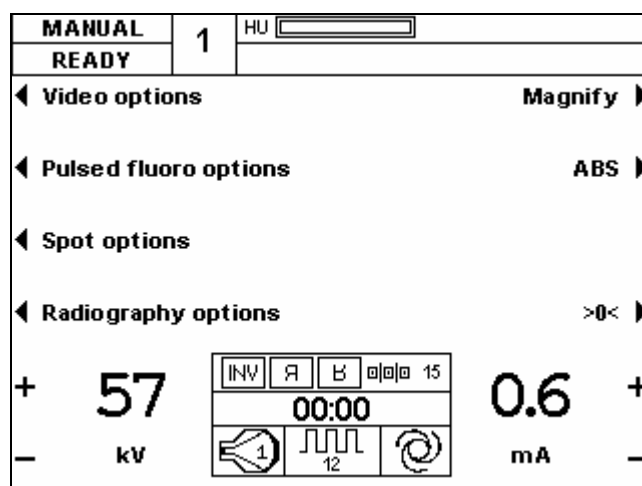 MANUAL
READY
1
HU
Video options
Magnify
Pulsed fluoro options
ABS
Spot options
Radiography options
>0<
+
57
kV
–
INV Я ᴚ 15
00:00
1
12
+
0.6
mA
–